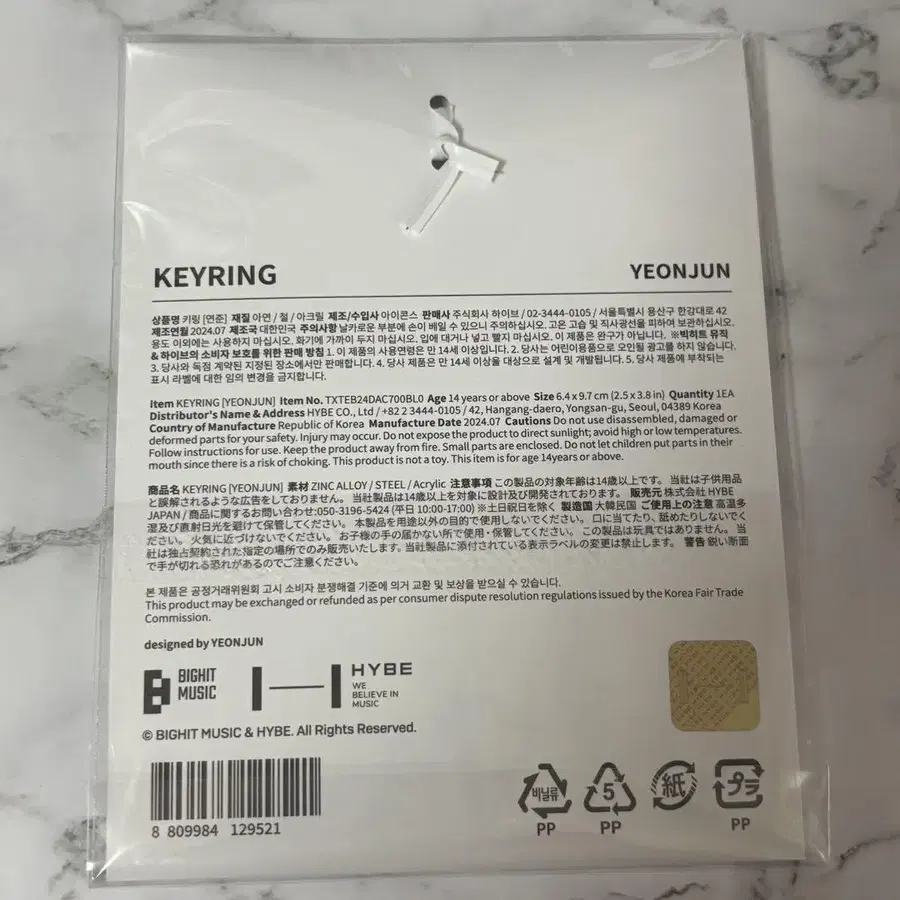 KEYRING
YEONJUN
상품명 키링 [연준] 재질 아연 / 철 / 아크릴 제조/수입사 아이콘스 판매사 주식회사 하이브 / 02-3444-0105 / 서울특별시 용산구 한강대로 42
제조연월 2024.07 제조국 대한민국 주의사항 날카로운 부분에 손이 베일 수 있으니 주의하십시오. 고온 고습 및 직사광선을 피하여 보관하십시오.
용도 이외에는 사용하지 마십시오. 화기에 가까이 두지 마십시오. 입에 대거나 넣고 빨지 마십시오. 이 제품은 완구가 아닙니다. ※빅히트 뮤직
& 하이브의 소비자 보호를 위한 판매 방침 1. 이 제품의 사용연령은 만 14세 이상입니다. 2. 당사는 어린이용품으로 오인될 광고를 하지 않습니다.
3. 당사와 독점 계약된 지정된 장소에서만 판매합니다. 4. 당사 제품은 만 14세 이상을 대상으로 설계 및 개발됩니다. 5. 당사 제품에 부착되는
표시 라벨에 대한 임의 변경을 금지합니다.
Item KEYRING [YEONJUN] Item No. TXTEB24DAC700BL0 Age 14 years or above Size 6.4 x 9.7 cm (2.5 x 3.8 in) Quantity 1EA
Distributor's Name & Address HYBE CO., Ltd / +82 2 3444-0105 / 42, Hangang-daero, Yongsan-gu, Seoul, 04389 Korea
Country of Manufacture Republic of Korea Manufacture Date 2024.07 Cautions Do not use disassembled, damaged or
deformed parts for your safety. Injury may occur. Do not expose the product to direct sunlight; avoid high or low temperatures.
Follow instructions for use. Keep the product away from fire. Small parts are enclosed. Do not let children put parts in their
mouth since there is a risk of choking. This product is not a toy. This item is for age 14years or above.
商品名 KEYRING [YEONJUN] 素材 ZINC ALLOY / STEEL / Acrylic 注意事項 この製品の対象年齢は14歳以上です。 当社は子供用品
と誤解されるような広告をしておりません。 当社製品は14歳以上を対象に設計及び開発されております。 販売元 株式会社 HYBE
JAPAN / 商品に関するお問い合わせ:050-3196-5424 (平日 10:00-17:00) ※土日祝日を除く 製造国 大韓民国 ご使用上の注意 高温多
湿及び直射日光を避けて保管してください。 本製品を用途以外の目的で使用しないでください。 口に当てたり、舐めたりしないでく
ださい。 火気に近づけないでください。 お子様の手の届かない所で使用・保管してください。 この製品は玩具ではありません。 当
社は独占契約された指定の場所でのみ販売いたします。 当社製品に添付されている表示ラベルの変更は禁止します。 警告 鋭い断面
で手が切れる恐れがあるのでご注意ください。
본 제품은 공정거래위원회 고시 소비자 분쟁해결 기준에 의거 교환 및 보상을 받으실 수 있습니다.
This product may be exchanged or refunded as per consumer dispute resolution regulations issued by the Korea Fair Trade
Commission.
designed by YEONJUN
BIGHIT
MUSIC
HYBE
WE
BELIEVE IN
MUSIC
© BIGHIT MUSIC & HYBE. All Rights Reserved.
8 809984 129521
비닐류
PP
5
PP
紙
プラ
PP